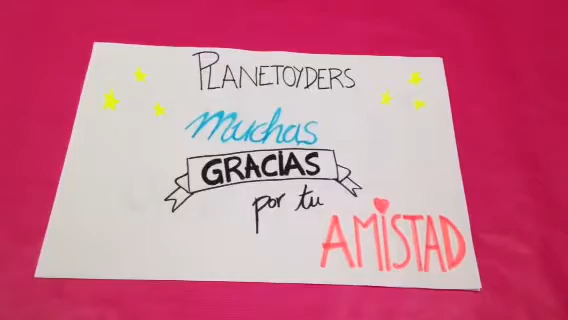 PLANETOYDERS
muchas
GRACIAS
por tu
AMISTAD